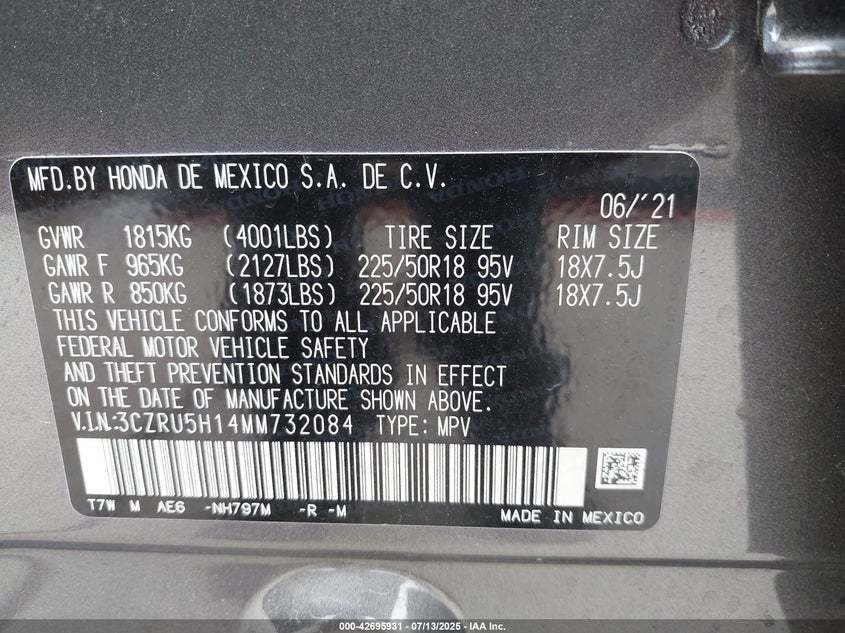 MFD.BY HONDA DE MEXICO S.A. DE C.V.
06/'21
GVWR 1815KG (4001LBS) TIRE SIZE RIM SIZE
GAWR F 965KG (2127LBS) 225/50R18 95V 18X7.5J
GAWR R 850KG (1873LBS) 225/50R18 95V 18X7.5J
THIS VEHICLE CONFORMS TO ALL APPLICABLE
FEDERAL MOTOR VEHICLE SAFETY
AND THEFT PREVENTION STANDARDS IN EFFECT
ON THE DATE OF MANUFACTURE SHOWN ABOVE.
V.I.N.:3CZRU5H14MM732084 TYPE: MPV
T7W M AE6 -NH797M -R -M
MADE IN MEXICO
000-42695931 - 07/13/2025 - IAA Inc.